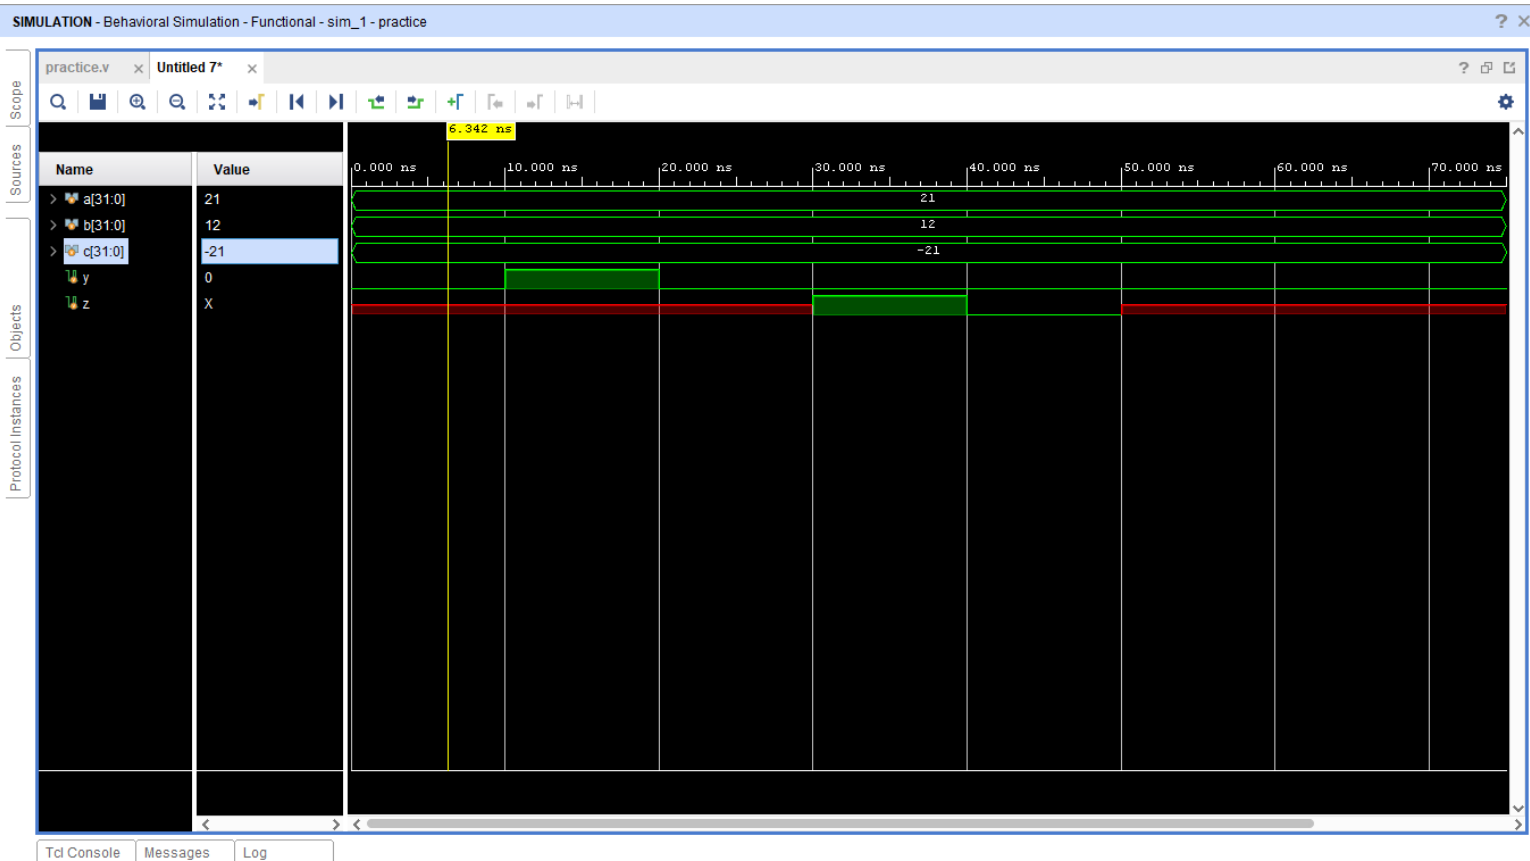 SIMULATION - Behavioral Simulation - Functional - sim_1 - practice
practice.v
Untitled 7*
Scope
Sources
Objects
Protocol Instances
6.342 ns
Name
Value
0.000 ns
10.000 ns
20.000 ns
30.000 ns
40.000 ns
50.000 ns
60.000 ns
70.000 ns
a[31:0]
21
21
b[31:0]
12
12
c[31:0]
-21
-21
y
0
z
X
Tcl Console
Messages
Log